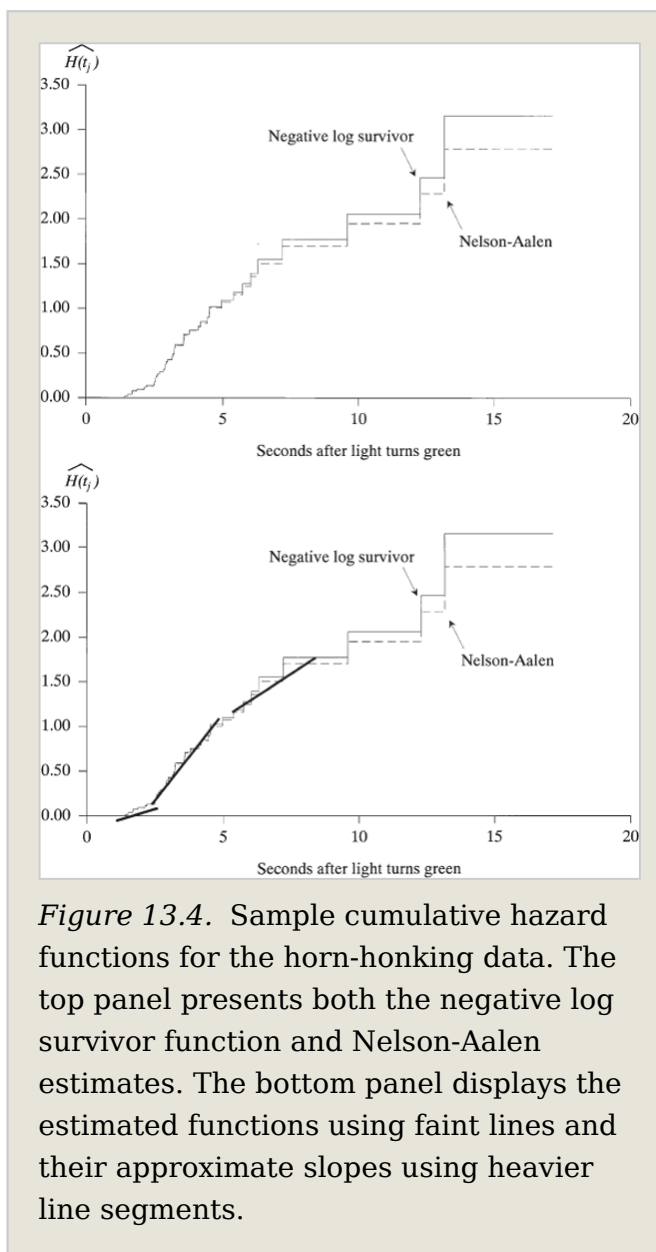 H(tⱼ)
3.50
3.00
Negative log survivor
2.50
2.00
Nelson-Aalen
1.50
1.00
0.50
0.00
0 5 10 15 20
Seconds after light turns green
H(tⱼ)
3.50
3.00
Negative log survivor
2.50
2.00
Nelson-Aalen
1.50
1.00
0.50
0.00
0 5 10 15 20
Seconds after light turns green
Figure 13.4. Sample cumulative hazard
functions for the horn-honking data. The
top panel presents both the negative log
survivor function and Nelson-Aalen
estimates. The bottom panel displays the
estimated functions using faint lines and
their approximate slopes using heavier
line segments.